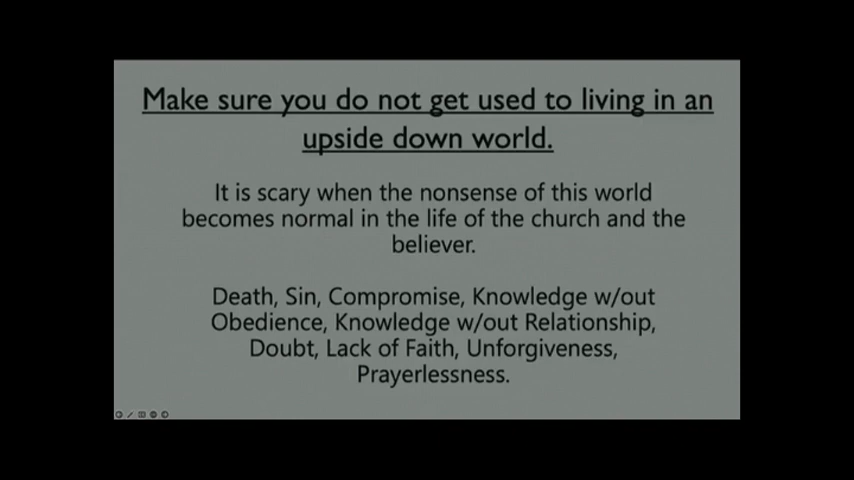 Make sure you do not get used to living in an
upside down world.
It is scary when the nonsense of this world
becomes normal in the life of the church and the
believer.
Death, Sin, Compromise, Knowledge w/out
Obedience, Knowledge w/out Relationship,
Doubt, Lack of Faith, Unforgiveness,
Prayerlessness.